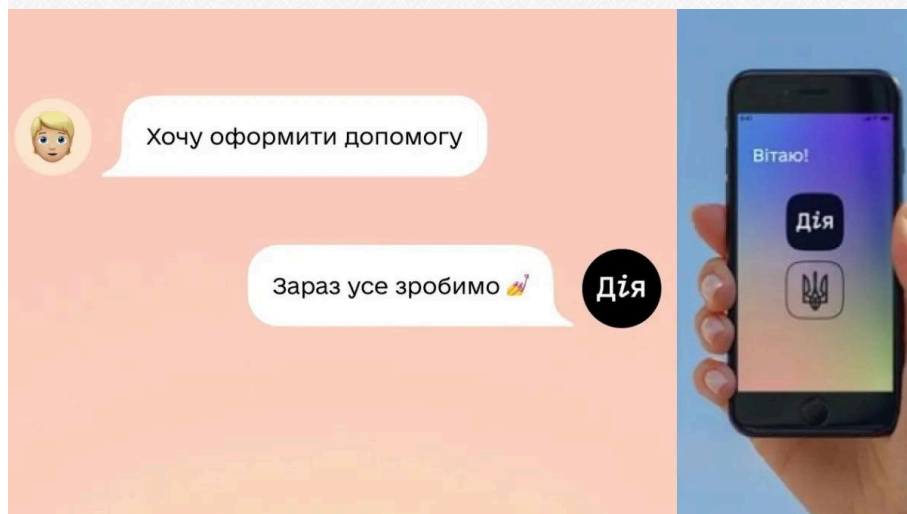 Хочу оформити допомогу
Зараз усе зробимо 💅
Дія
Вітаю!
Дія